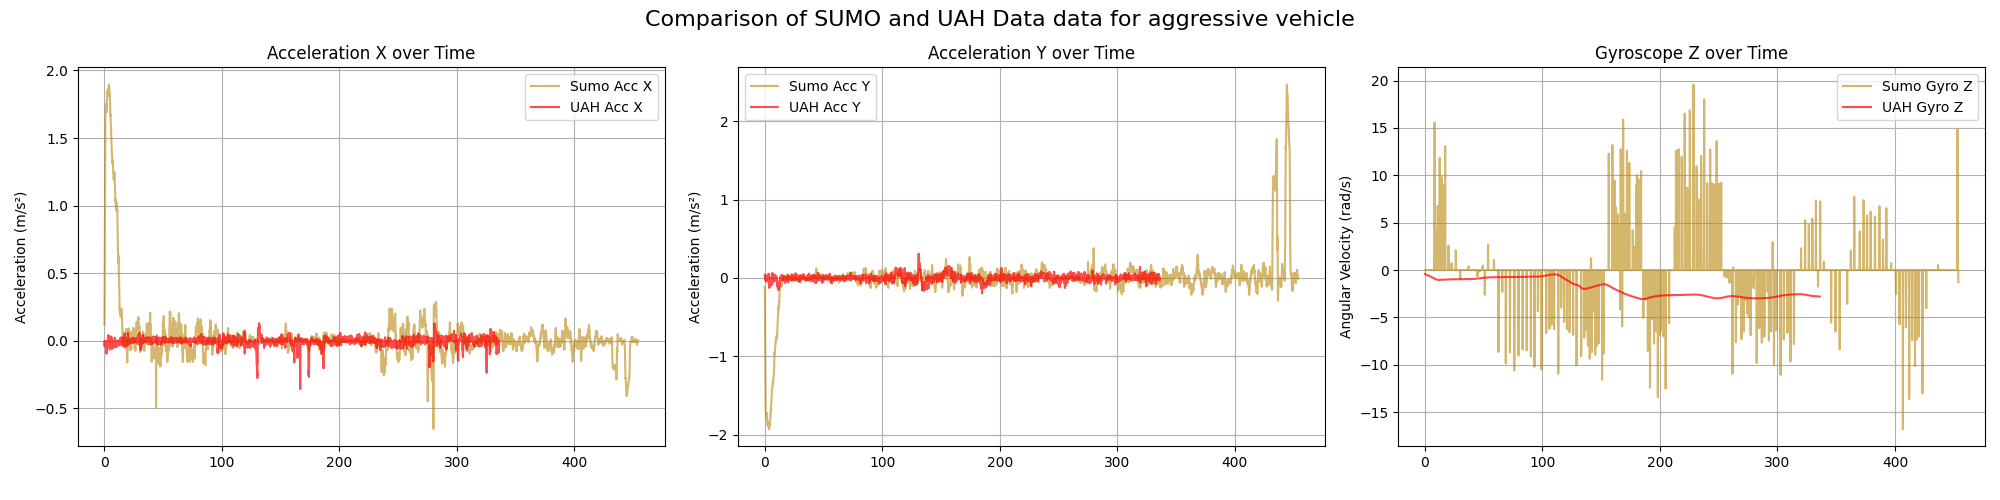 Comparison of SUMO and UAH Data data for aggressive vehicle
Acceleration X over Time
Acceleration (m/s²)
2.0
1.5
1.0
0.5
0.0
−0.5
0 100 200 300 400
Sumo Acc X
UAH Acc X
Acceleration Y over Time
Acceleration (m/s²)
2
1
0
−1
−2
0 100 200 300 400
Sumo Acc Y
UAH Acc Y
Gyroscope Z over Time
Angular Velocity (rad/s)
20
15
10
5
0
−5
−10
−15
0 100 200 300 400
Sumo Gyro Z
UAH Gyro Z